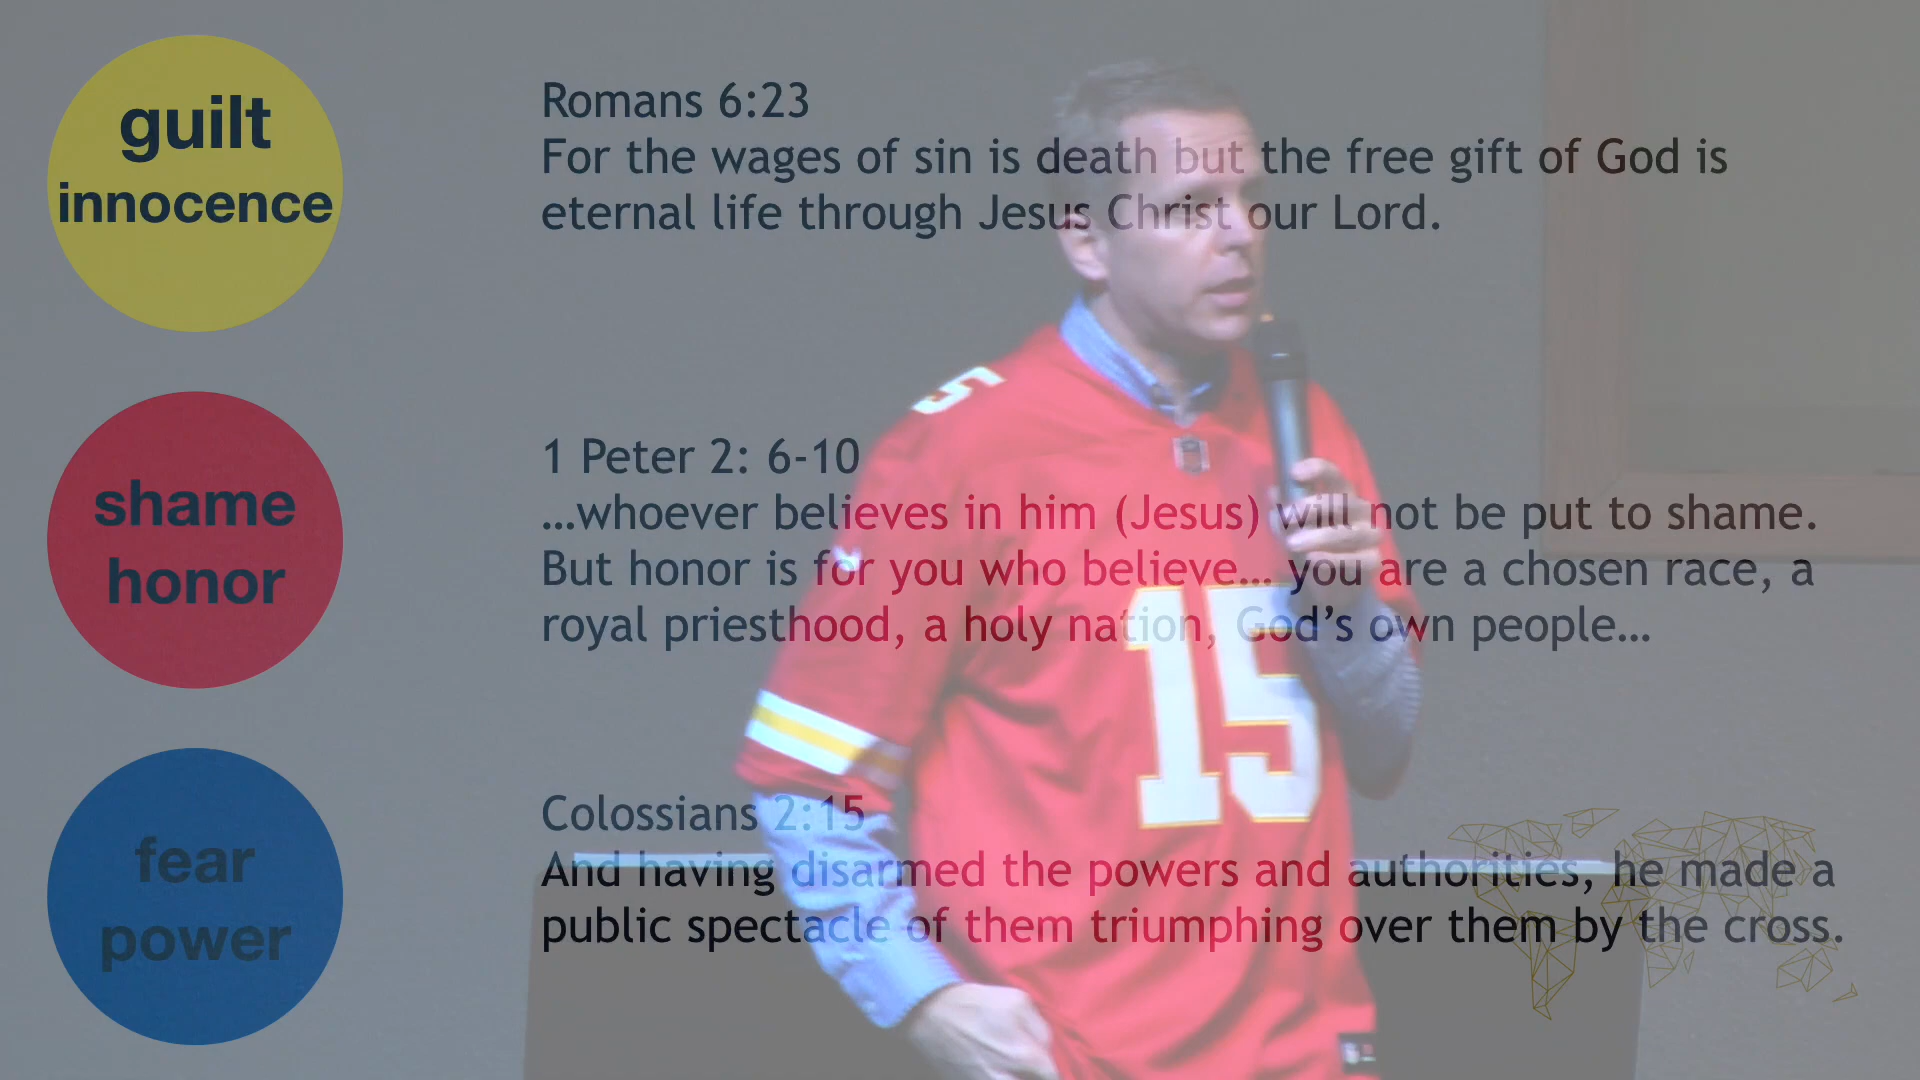 guilt
innocence
Romans 6:23
For the wages of sin is death but the free gift of God is
eternal life through Jesus Christ our Lord.
shame
honor
1 Peter 2: 6-10
…whoever believes in him (Jesus) will not be put to shame.
But honor is for you who believe… you are a chosen race, a
royal priesthood, a holy nation, God’s own people…
fear
power
Colossians 2:15
And having disarmed the powers and authorities, he made a
public spectacle of them triumphing over them by the cross.
5
15